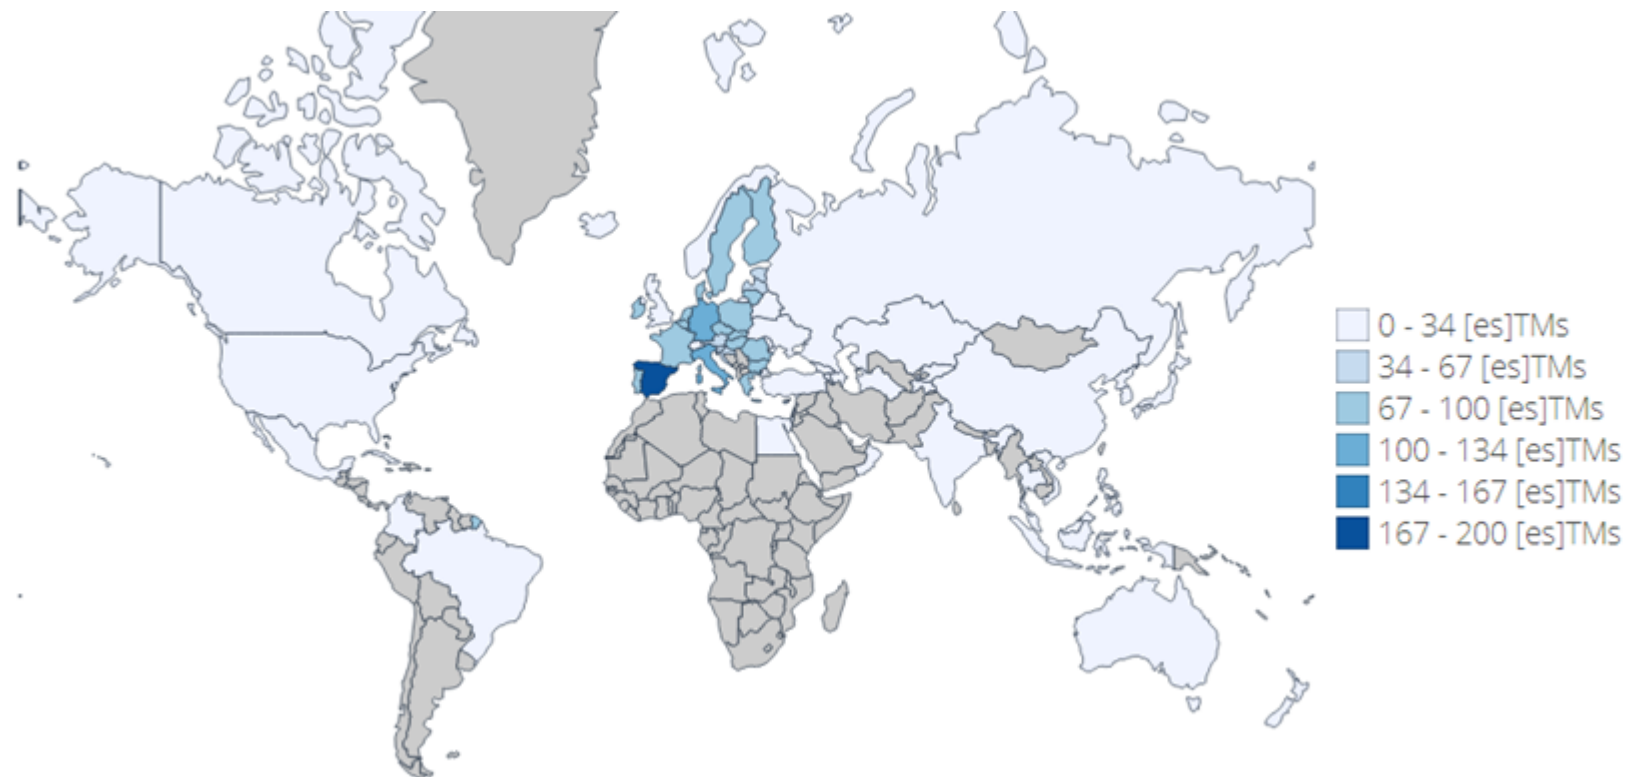 0 - 34 [es]TMs
34 - 67 [es]TMs
67 - 100 [es]TMs
100 - 134 [es]TMs
134 - 167 [es]TMs
167 - 200 [es]TMs